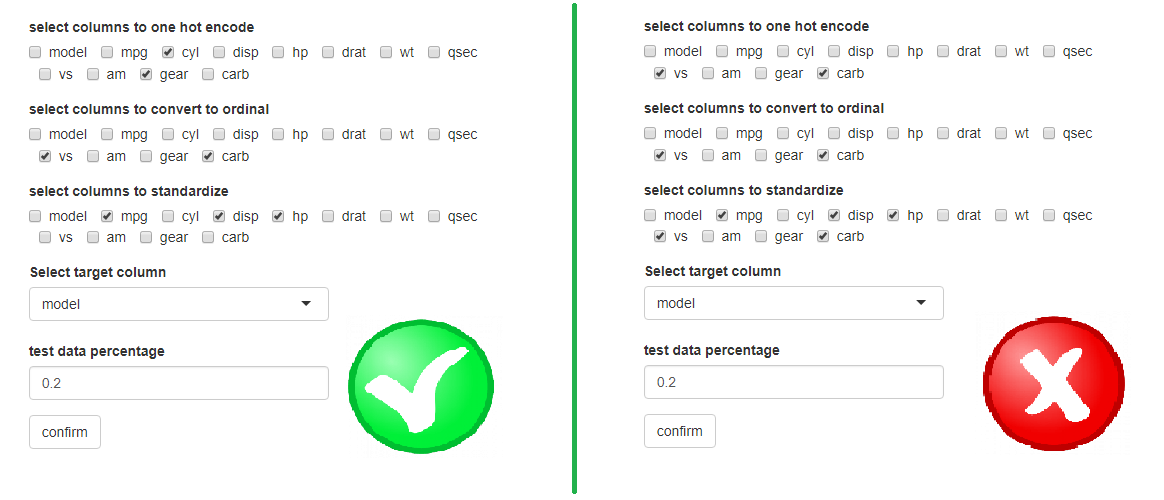 select columns to one hot encode
model mpg cyl disp hp drat wt qsec
vs am gear carb
select columns to convert to ordinal
model mpg cyl disp hp drat wt qsec
vs am gear carb
select columns to standardize
model mpg cyl disp hp drat wt qsec
vs am gear carb
Select target column
model
test data percentage
0.2
confirm
select columns to one hot encode
model mpg cyl disp hp drat wt qsec
vs am gear carb
select columns to convert to ordinal
model mpg cyl disp hp drat wt qsec
vs am gear carb
select columns to standardize
model mpg cyl disp hp drat wt qsec
vs am gear carb
Select target column
model
test data percentage
0.2
confirm